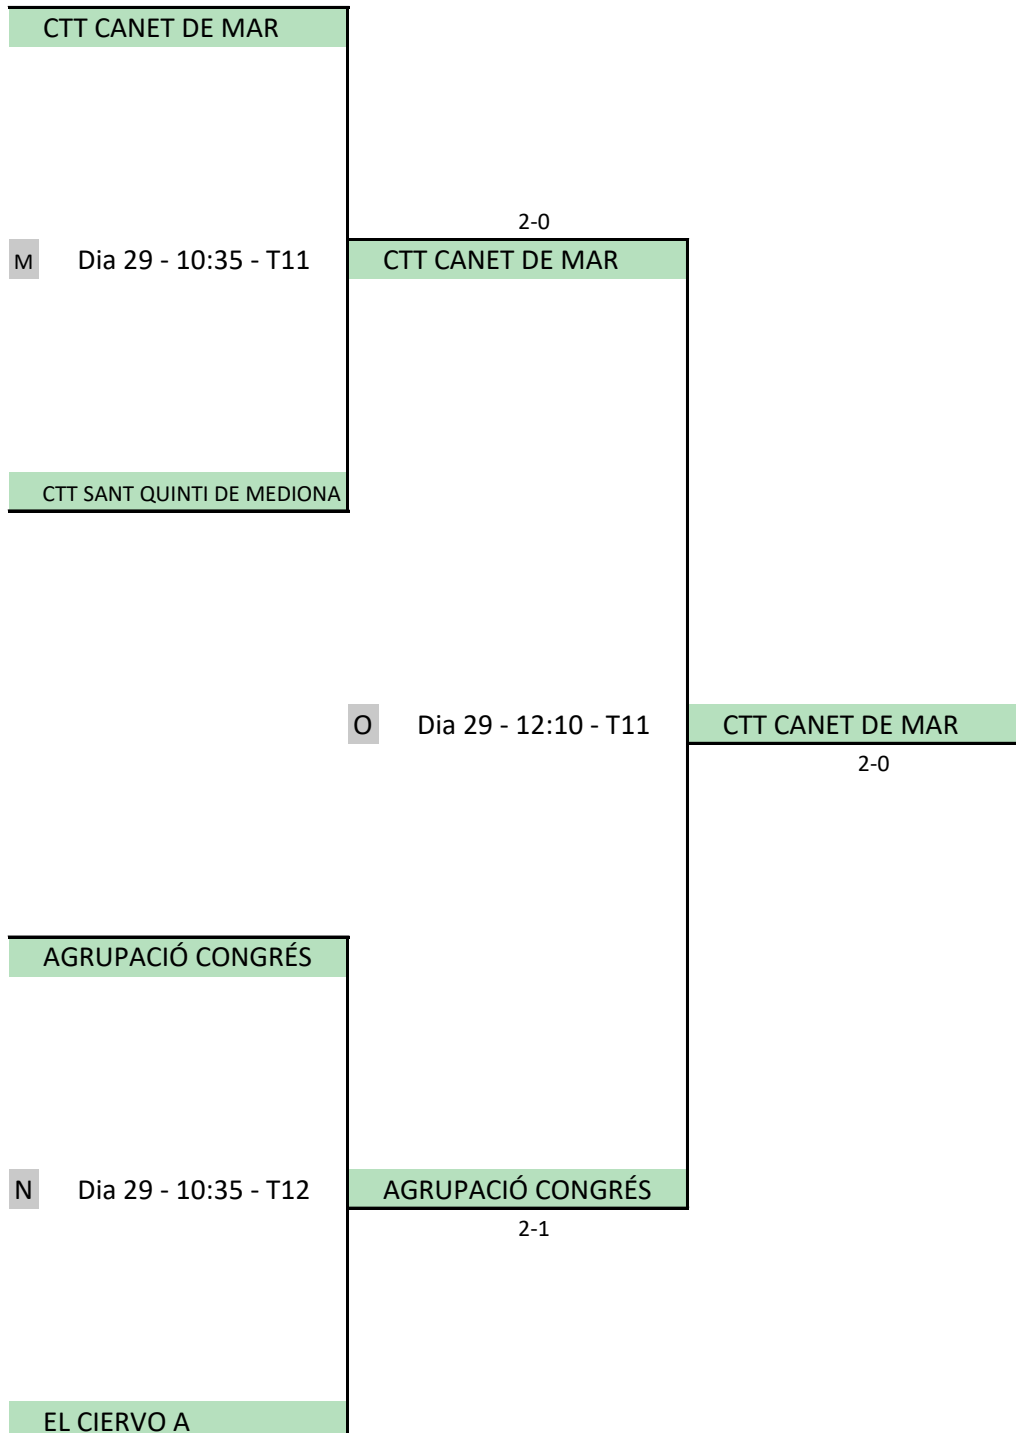 CTT CANET DE MAR
2-0
M Dia 29 - 10:35 - T11 CTT CANET DE MAR
CTT SANT QUINTI DE MEDIONA
O Dia 29 - 12:10 - T11 CTT CANET DE MAR
2-0
AGRUPACIÓ CONGRÉS
N Dia 29 - 10:35 - T12 AGRUPACIÓ CONGRÉS
2-1
EL CIERVO A